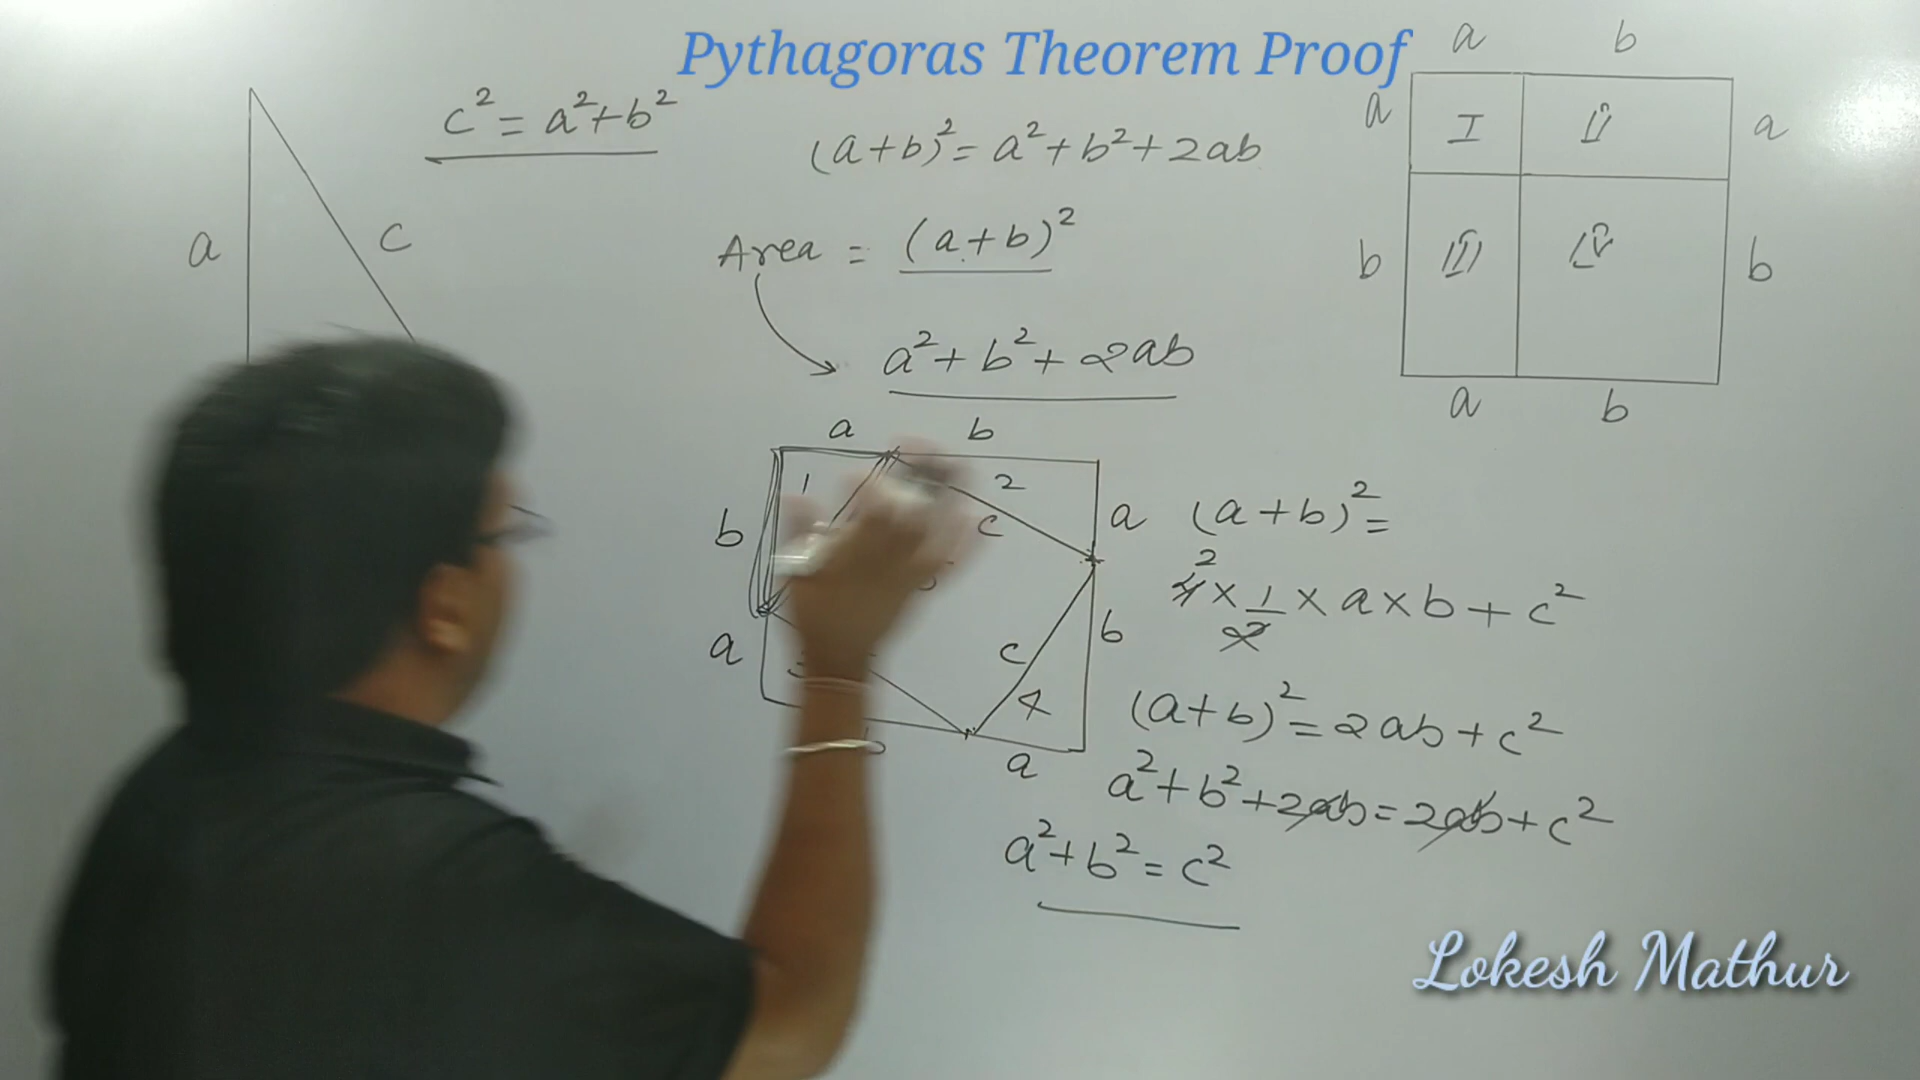 Pythagoras Theorem Proof
c² = a² + b²
(a+b)² = a² + b² + 2ab
Area = (a+b)²
a² + b² + 2ab
a
c
a b
a I II a
b III IV b
a b
a b
1 2
b c a
a c b
4
b a
(a+b)² =
2
4 × 1/2 × a × b + c²
(a+b)² = 2ab + c²
a² + b² + 2ab = 2ab + c²
a² + b² = c²
Lokesh Mathur